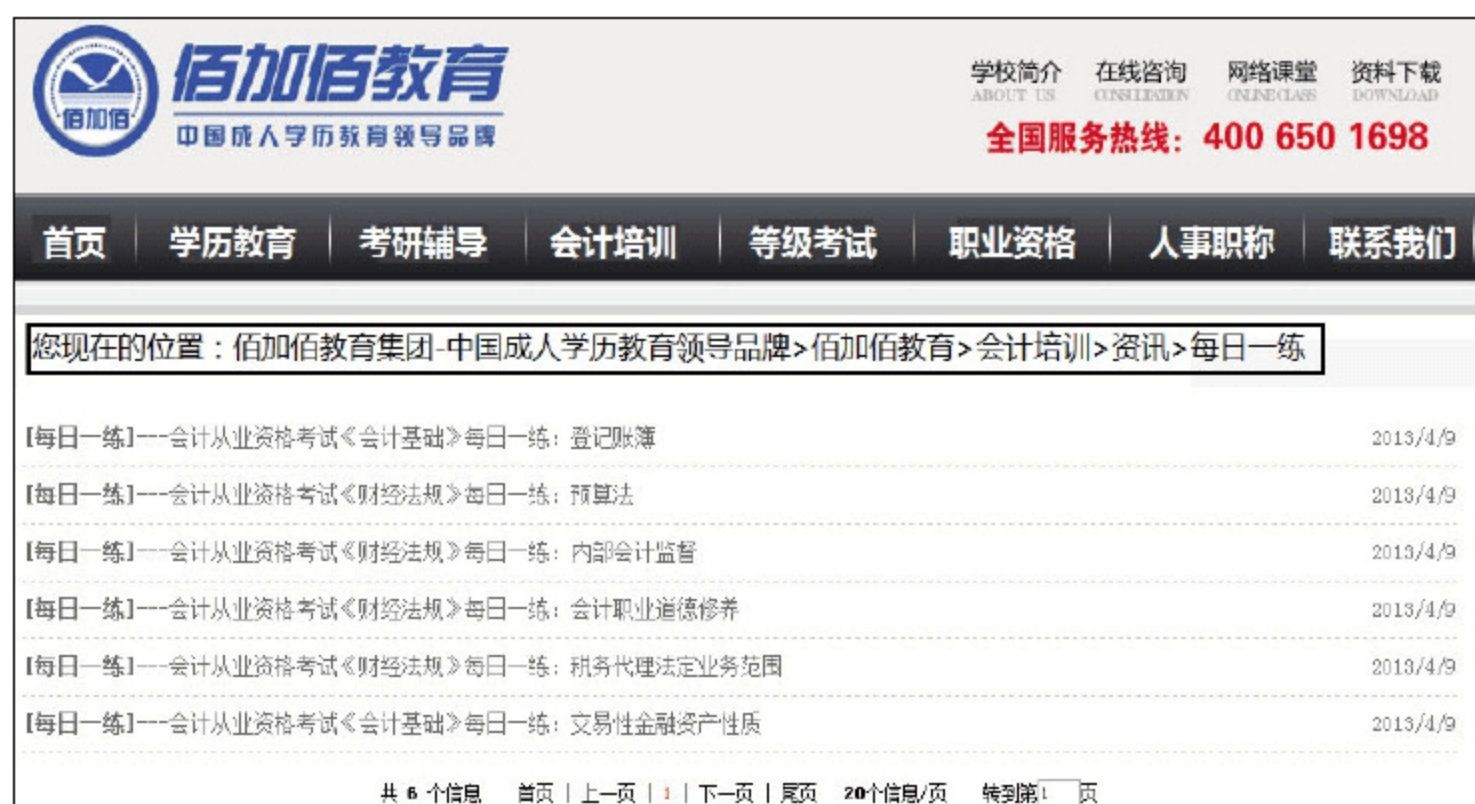 佰加佰
佰加佰教育
中国成人学历教育领导品牌
学校简介 在线咨询 网络课堂 资料下载
ABOUT US CONSULTATION ONLINE CLASS DOWNLOAD
全国服务热线：400 650 1698
首页 学历教育 考研辅导 会计培训 等级考试 职业资格 人事职称 联系我们
您现在的位置：佰加佰教育集团-中国成人学历教育领导品牌>佰加佰教育>会计培训>资讯>每日一练
[每日一练]---会计从业资格考试《会计基础》每日一练：登记账簿 2013/4/9
[每日一练]---会计从业资格考试《财经法规》每日一练：预算法 2013/4/9
[每日一练]---会计从业资格考试《财经法规》每日一练：内部会计监督 2013/4/9
[每日一练]---会计从业资格考试《财经法规》每日一练：会计职业道德修养 2013/4/9
[每日一练]---会计从业资格考试《财经法规》每日一练：税务代理法定业务范围 2013/4/9
[每日一练]---会计从业资格考试《会计基础》每日一练：交易性金融资产性质 2013/4/9
共 6 个信息 首页 | 上一页 | 1 | 下一页 | 尾页 20个信息/页 转到第1页